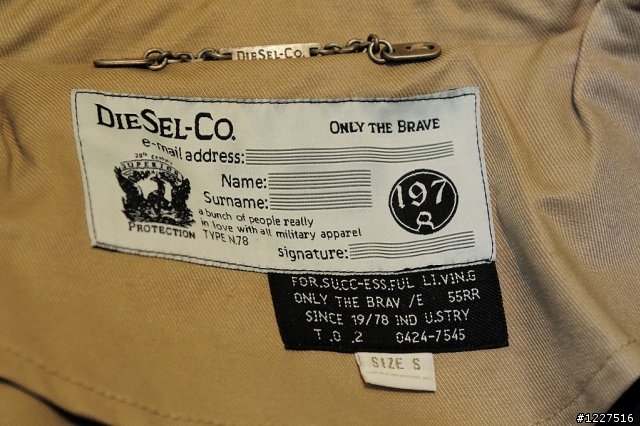 DIESEL-CO.
DIESEL-CO.
ONLY THE BRAVE
e-mail address:
SUPERIOR
PROTECTION
Name:
Surname:
a bunch of people really
in love with all military apparel
TYPE N.78
signature:
197
8
FOR.SU.CC-ESS.FUL LI.VIN.G
ONLY THE BRAV /E 55RR
SINCE 19/78 IND U.STRY
T .O .2 0424-7545
SIZE S
#1227516